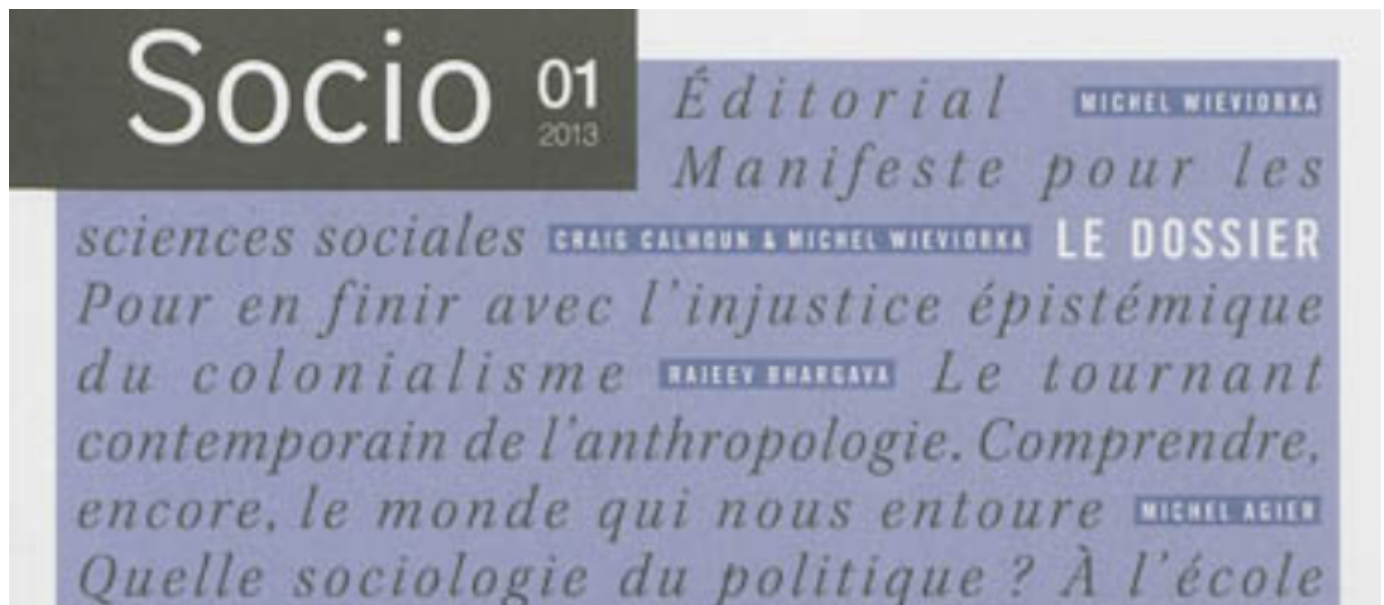 Socio 01
2013
Éditorial MICHEL WIEVIORKA
Manifeste pour les
sciences sociales CRAIG CALHOUN & MICHEL WIEVIORKA LE DOSSIER
Pour en finir avec l'injustice épistémique
du colonialisme RAJEEV BHARGAVA Le tournant
contemporain de l'anthropologie. Comprendre,
encore, le monde qui nous entoure MICHEL AGIER
Quelle sociologie du politique ? À l'école